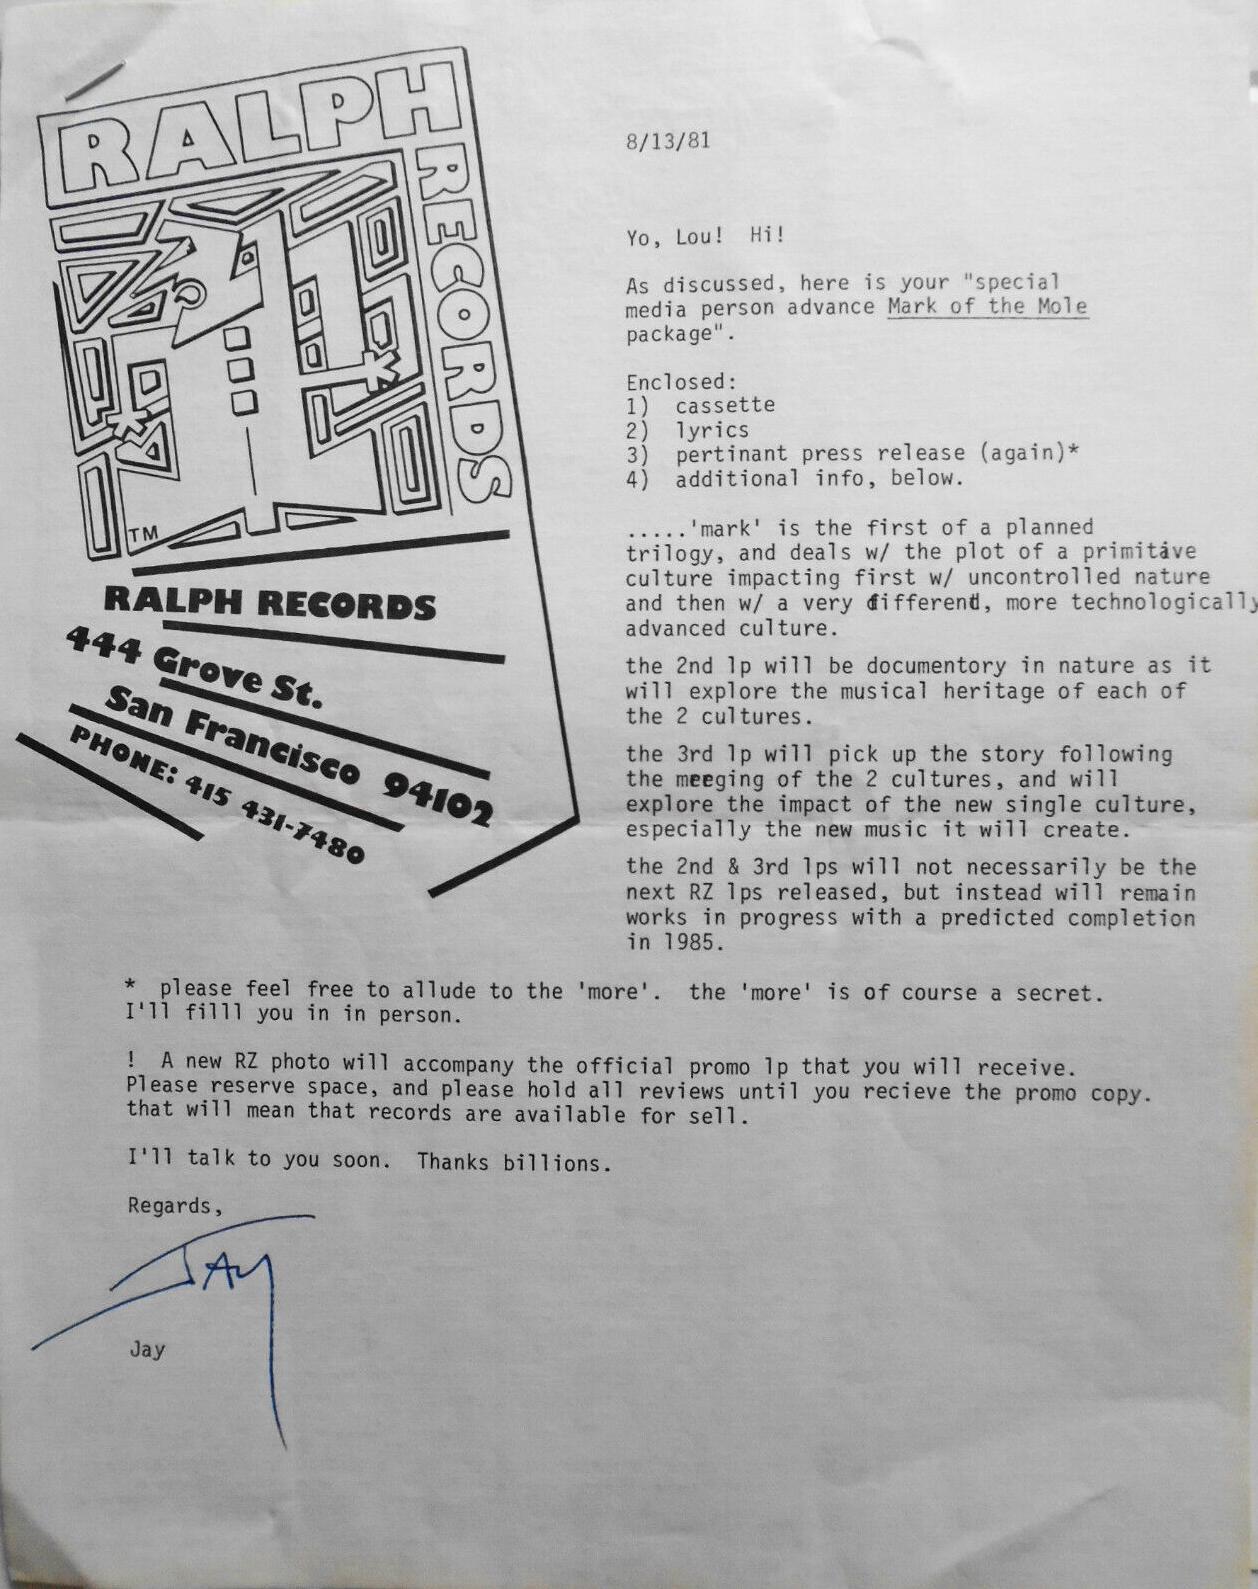 RALPH
RECORDS
TM
RALPH RECORDS
444 Grove St.
San Francisco 94102
PHONE: 415 431-7480
8/13/81
Yo, Lou!  Hi!
As discussed, here is your "special
media person advance Mark of the Mole
package".
Enclosed:
1)  cassette
2)  lyrics
3)  pertinant press release (again)*
4)  additional info, below.
.....'mark' is the first of a planned
trilogy, and deals w/ the plot of a primitive
culture impacting first w/ uncontrolled nature
and then w/ a very different, more technologically
advanced culture.
the 2nd lp will be documentory in nature as it
will explore the musical heritage of each of
the 2 cultures.
the 3rd lp will pick up the story following
the merging of the 2 cultures, and will
explore the impact of the new single culture,
especially the new music it will create.
the 2nd & 3rd lps will not necessarily be the
next RZ lps released, but instead will remain
works in progress with a predicted completion
in 1985.
*  please feel free to allude to the 'more'.  the 'more' is of course a secret.
I'll filll you in in person.
!  A new RZ photo will accompany the official promo lp that you will receive.
Please reserve space, and please hold all reviews until you recieve the promo copy.
that will mean that records are available for sell.
I'll talk to you soon.  Thanks billions.
Regards,
JAY
Jay